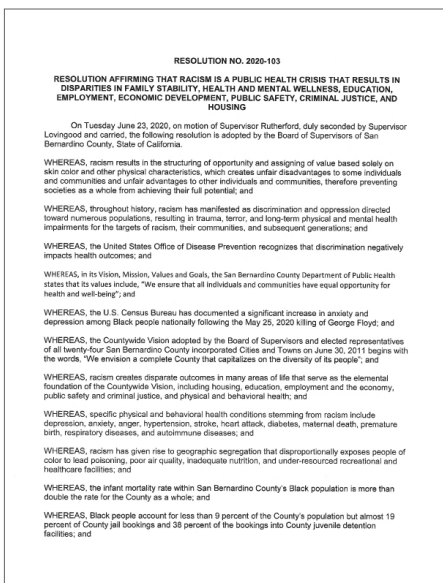 RESOLUTION NO. 2020-103
RESOLUTION AFFIRMING THAT RACISM IS A PUBLIC HEALTH CRISIS THAT RESULTS IN
DISPARITIES IN FAMILY STABILITY, HEALTH AND MENTAL WELLNESS, EDUCATION,
EMPLOYMENT, ECONOMIC DEVELOPMENT, PUBLIC SAFETY, CRIMINAL JUSTICE, AND
HOUSING
On Tuesday June 23, 2020, on motion of Supervisor Rutherford, duly seconded by Supervisor
Lovingood and carried, the following resolution is adopted by the Board of Supervisors of San
Bernardino County, State of California.
WHEREAS, racism results in the structuring of opportunity and assigning of value based solely on
skin color and other physical characteristics, which creates unfair disadvantages to some individuals
and communities and unfair advantages to other individuals and communities, therefore preventing
societies as a whole from achieving their full potential; and
WHEREAS, throughout history, racism has manifested as discrimination and oppression directed
toward numerous populations, resulting in trauma, terror, and long-term physical and mental health
impairments for the targets of racism, their communities, and subsequent generations; and
WHEREAS, the United States Office of Disease Prevention recognizes that discrimination negatively
impacts health outcomes; and
WHEREAS, in its Vision, Mission, Values and Goals, the San Bernardino County Department of Public Health
states that its values include, "We ensure that all individuals and communities have equal opportunity for
health and well-being"; and
WHEREAS, the U.S. Census Bureau has documented a significant increase in anxiety and
depression among Black people nationally following the May 25, 2020 killing of George Floyd; and
WHEREAS, the Countywide Vision adopted by the Board of Supervisors and elected representatives
of all twenty-four San Bernardino County incorporated Cities and Towns on June 30, 2011 begins with
the words, "We envision a complete County that capitalizes on the diversity of its people"; and
WHEREAS, racism creates disparate outcomes in many areas of life that serve as the elemental
foundation of the Countywide Vision, including housing, education, employment and the economy,
public safety and criminal justice, and physical and behavioral health; and
WHEREAS, specific physical and behavioral health conditions stemming from racism include
depression, anxiety, anger, hypertension, stroke, heart attack, diabetes, maternal death, premature
birth, respiratory diseases, and autoimmune diseases; and
WHEREAS, racism has given rise to geographic segregation that disproportionally exposes people of
color to lead poisoning, poor air quality, inadequate nutrition, and under-resourced recreational and
healthcare facilities; and
WHEREAS, the infant mortality rate within San Bernardino County's Black population is more than
double the rate for the County as a whole; and
WHEREAS, Black people account for less than 9 percent of the County's population but almost 19
percent of County jail bookings and 38 percent of the bookings into County juvenile detention
facilities; and